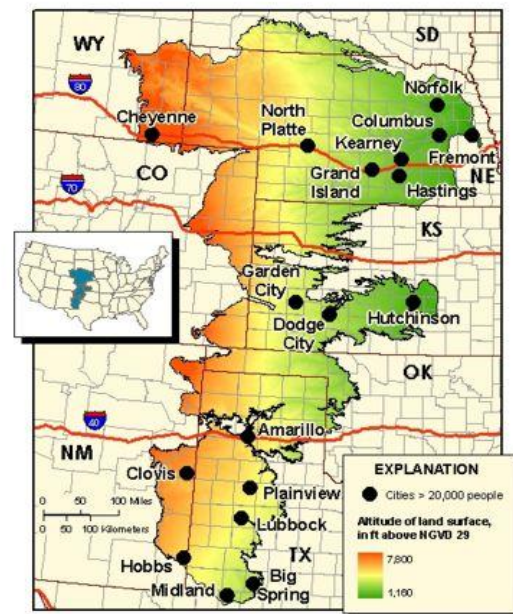 WY
SD
80
Norfolk
Cheyenne
North
Platte
Columbus
Kearney
Fremont
Grand
Island
NE
CO
Hastings
70
KS
Garden
City
Dodge
City
Hutchinson
OK
40
Amarillo
NM
Clovis
Plainview
0 50 100 Miles
0 50 100 Kilometers
Lubbock
TX
Hobbs
Midland
Big
Spring
EXPLANATION
Cities > 20,000 people
Altitude of land surface,
in ft above NGVD 29
7,800
1,160